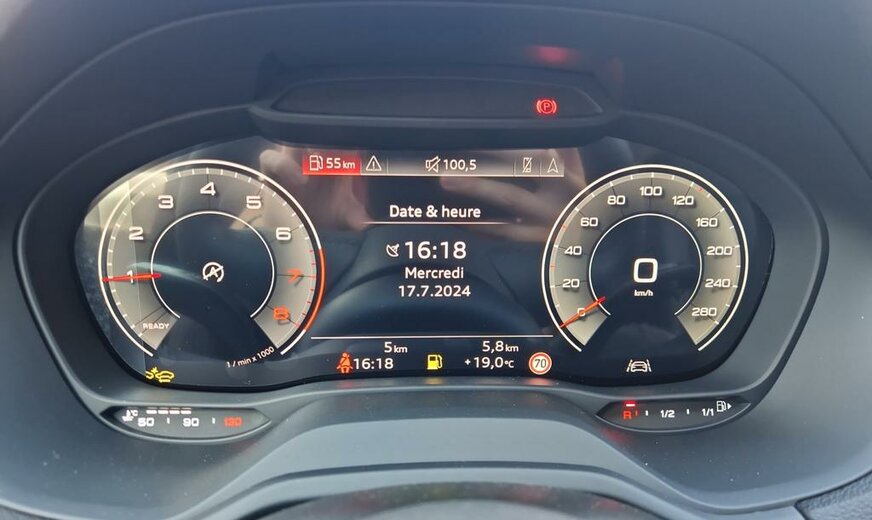 (P)
55 km 100,5
4
3 5
2 6
1 7
8
READY
1 / min x 1000
Date & heure
16:18
Mercredi
17.7.2024
5 km 5,8 km
16:18 +19,0 °C 70
100
80 120
60 160
40 200
20 240
0 280
0
km/h
A
°C 50 90 130
R 1/2 1/1